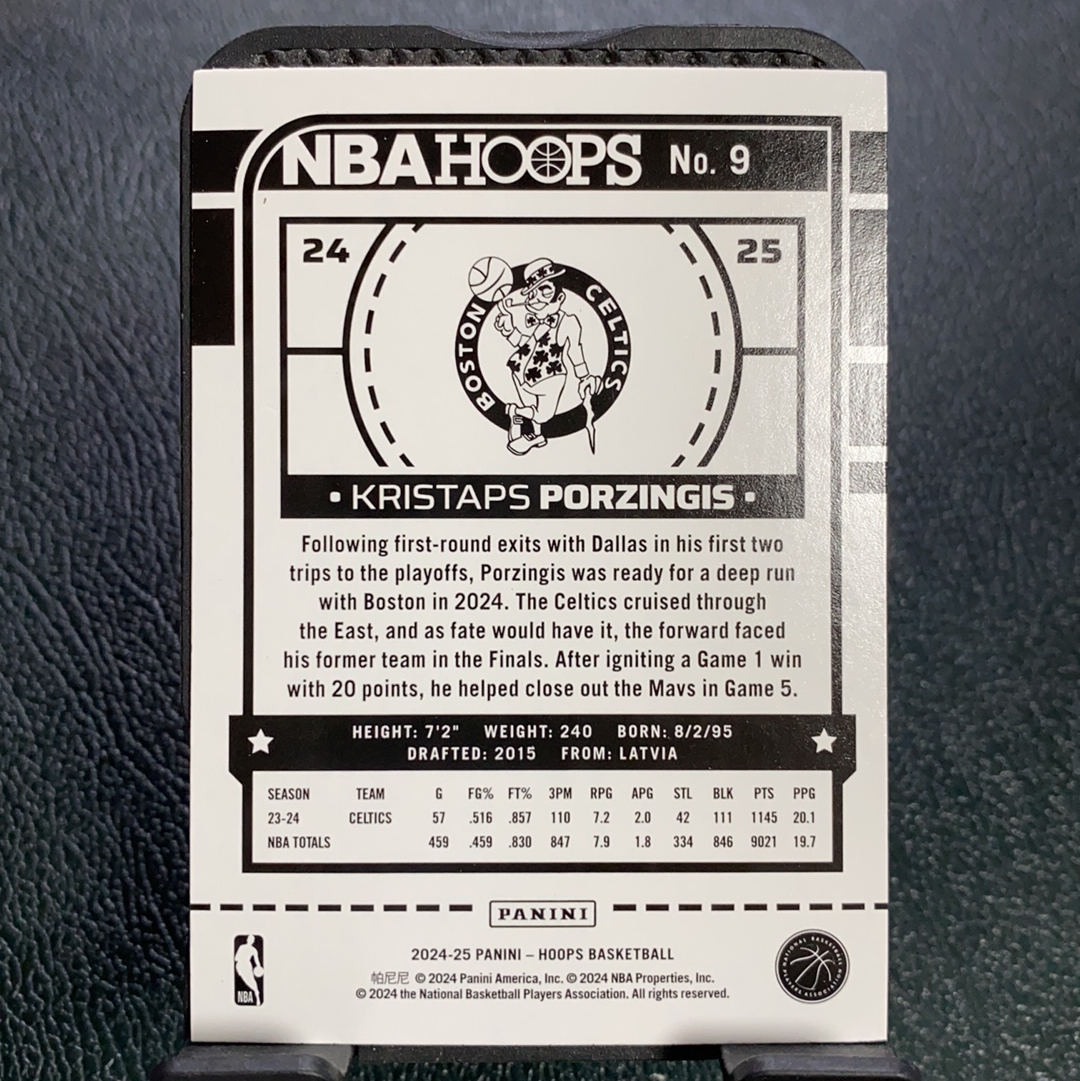 NBA HOOPS No. 9
24 25
BOSTON CELTICS
• KRISTAPS PORZINGIS •
Following first-round exits with Dallas in his first two
trips to the playoffs, Porzingis was ready for a deep run
with Boston in 2024. The Celtics cruised through
the East, and as fate would have it, the forward faced
his former team in the Finals. After igniting a Game 1 win
with 20 points, he helped close out the Mavs in Game 5.
HEIGHT: 7'2" WEIGHT: 240 BORN: 8/2/95
DRAFTED: 2015 FROM: LATVIA
SEASON TEAM G FG% FT% 3PM RPG APG STL BLK PTS PPG
23-24 CELTICS 57 .516 .857 110 7.2 2.0 42 111 1145 20.1
NBA TOTALS 459 .459 .830 847 7.9 1.8 334 846 9021 19.7
PANINI
2024-25 PANINI – HOOPS BASKETBALL
帕尼尼 © 2024 Panini America, Inc. © 2024 NBA Properties, Inc.
© 2024 the National Basketball Players Association. All rights reserved.
NBA
NATIONAL BASKETBALL PLAYERS ASSOCIATION